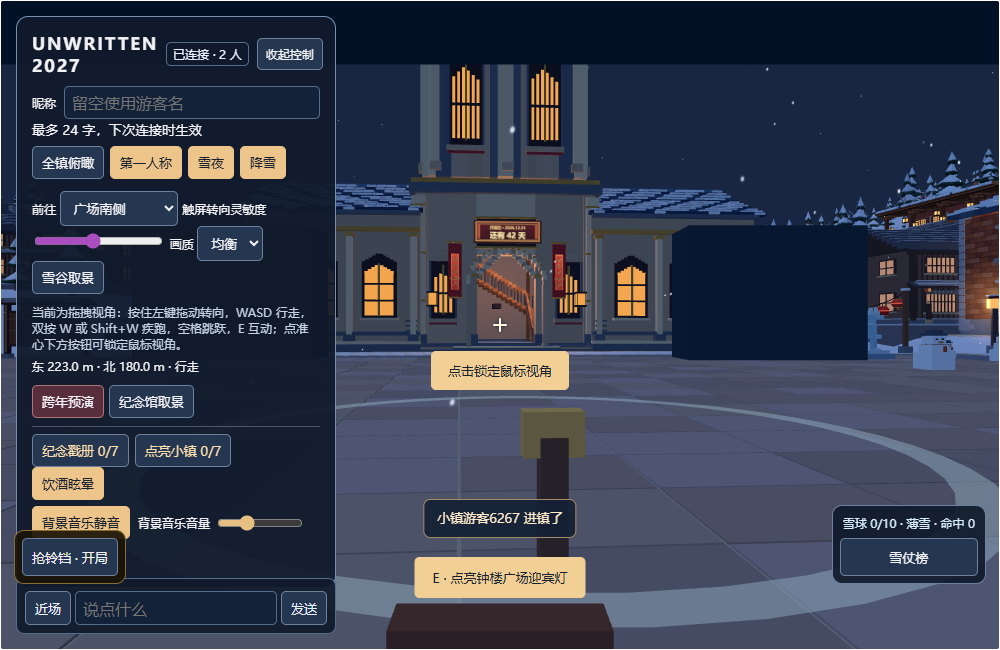 UNWRITTEN
2027
已连接 · 2 人
收起控制
昵称
留空使用游客名
最多 24 字，下次连接时生效
全镇俯瞰
第一人称
雪夜
降雪
前往
广场南侧
触屏转向灵敏度
画质
均衡
雪谷取景
当前为拖拽视角：按住左键拖动转向，WASD 行走，
双按 W 或 Shift+W 疾跑，空格跳跃，E 互动；点准
心下方按钮可锁定鼠标视角。
东 223.0 m · 北 180.0 m · 行走
跨年预演
纪念馆取景
纪念戳册 0/7
点亮小镇 0/7
饮酒眩晕
背景音乐静音
背景音乐音量
抢铃铛 · 开局
近场
说点什么
发送
还有 42 天
点击锁定鼠标视角
小镇游客6267 进镇了
E · 点亮钟楼广场迎宾灯
雪球 0/10 · 薄雪 · 命中 0
雪仗榜